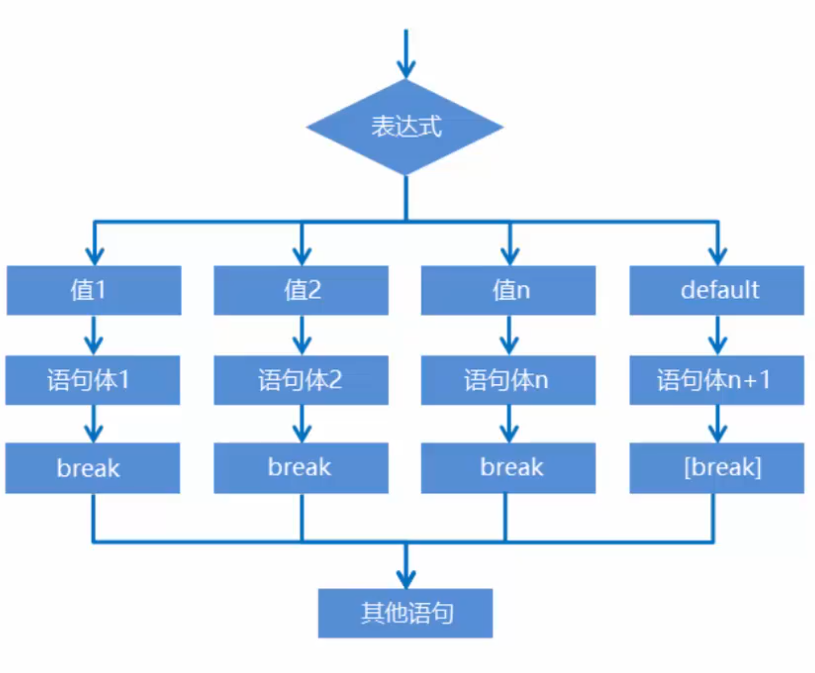 表达式
值1
值2
值n
default
语句体1
语句体2
语句体n
语句体n+1
break
break
break
[break]
其他语句